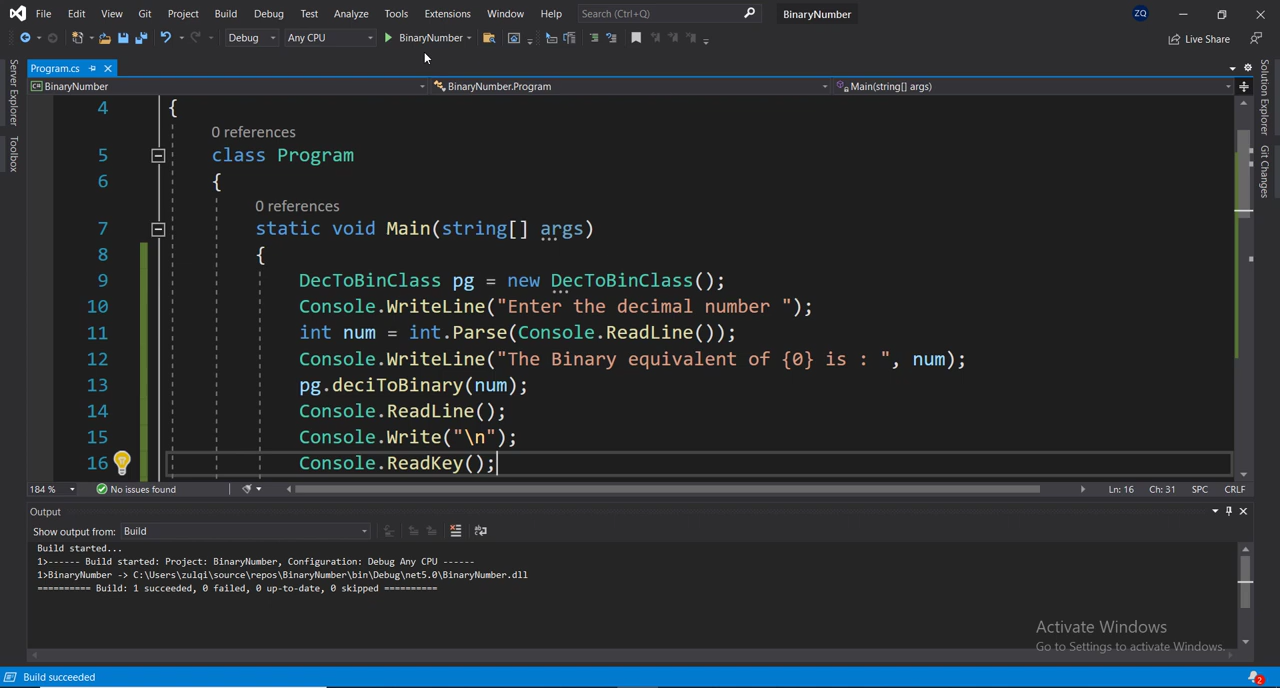 File Edit View Git Project Build Debug Test Analyze Tools Extensions Window Help Search (Ctrl+Q) BinaryNumber ZQ
Debug Any CPU BinaryNumber Live Share
Program.cs
BinaryNumber BinaryNumber.Program Main(string[] args)
Server Explorer
Toolbox
Solution Explorer
Git Changes
4 {
0 references
5 class Program
6 {
0 references
7 static void Main(string[] args)
8 {
9 DecToBinClass pg = new DecToBinClass();
10 Console.WriteLine("Enter the decimal number ");
11 int num = int.Parse(Console.ReadLine());
12 Console.WriteLine("The Binary equivalent of {0} is : ", num);
13 pg.deciToBinary(num);
14 Console.ReadLine();
15 Console.Write("\n");
16 Console.ReadKey();
184 % No issues found Ln: 16 Ch: 31 SPC CRLF
Output
Show output from: Build
Build started...
1>------ Build started: Project: BinaryNumber, Configuration: Debug Any CPU ------
1>BinaryNumber -> C:\Users\zulqi\source\repos\BinaryNumber\bin\Debug\net5.0\BinaryNumber.dll
========== Build: 1 succeeded, 0 failed, 0 up-to-date, 0 skipped ==========
Activate Windows
Go to Settings to activate Windows.
Build succeeded 2